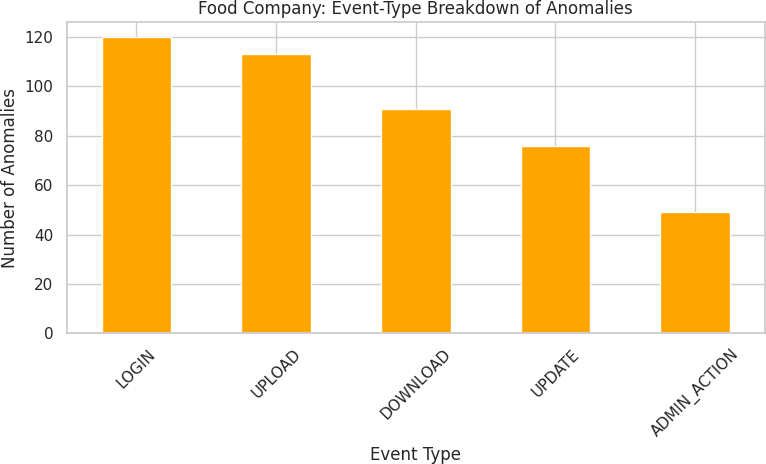 Food Company: Event-Type Breakdown of Anomalies
Number of Anomalies
120
100
80
60
40
20
0
LOGIN
UPLOAD
DOWNLOAD
UPDATE
ADMIN_ACTION
Event Type